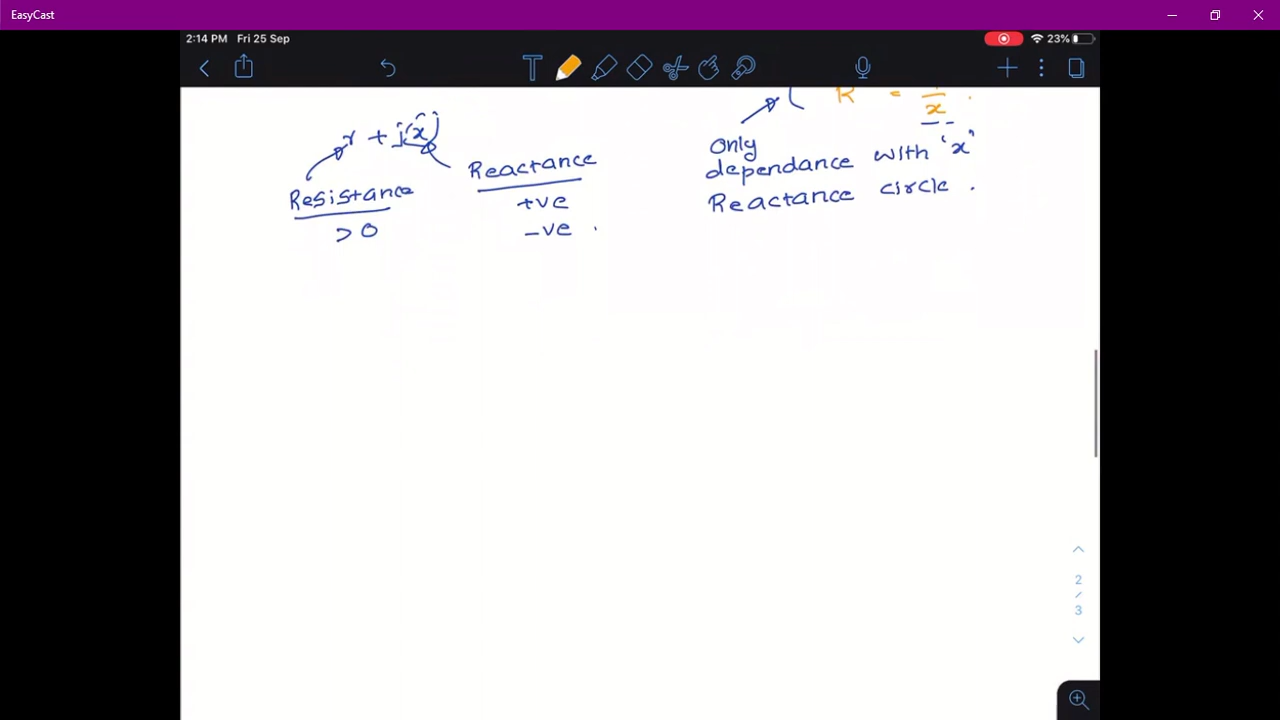 EasyCast
2:14 PM Fri 25 Sep
23%
T
R = 1/x .
r + j(x)
Only
dependance with 'x'
Reactance circle .
Resistance
> 0
Reactance
+ve
-ve .
2
/
3